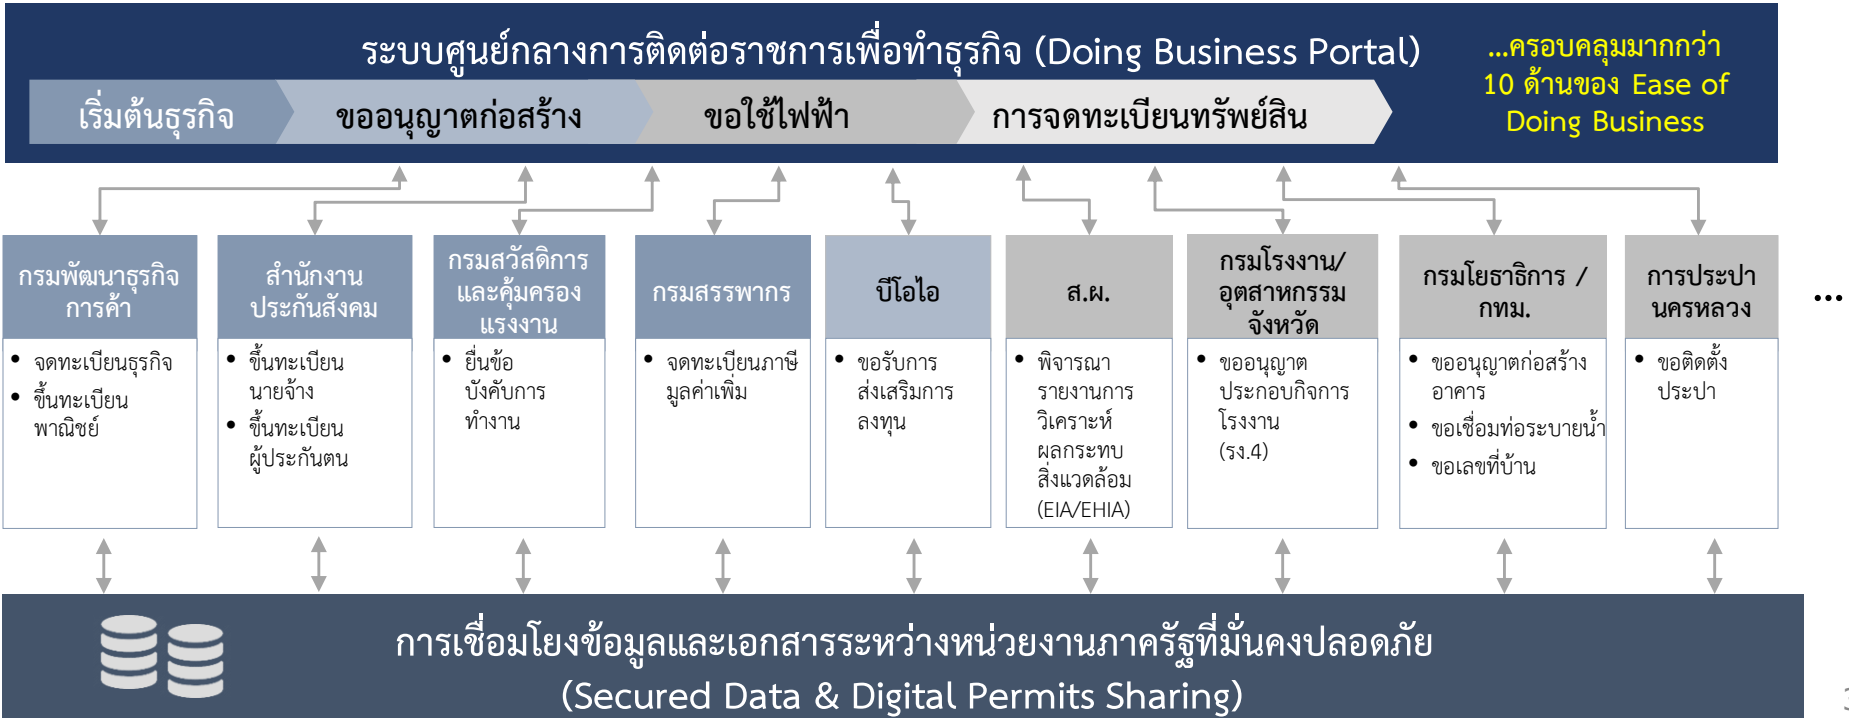 ระบบศูนย์กลางการติดต่อราชการเพื่อทำธุรกิจ (Doing Business Portal)
...ครอบคลุมมากกว่า
10 ด้านของ Ease of
Doing Business
เริ่มต้นธุรกิจ
ขออนุญาตก่อสร้าง
ขอใช้ไฟฟ้า
การจดทะเบียนทรัพย์สิน
กรมพัฒนาธุรกิจ
การค้า
• จดทะเบียนธุรกิจ
• ขึ้นทะเบียน
พาณิชย์
สำนักงาน
ประกันสังคม
• ขึ้นทะเบียน
นายจ้าง
• ขึ้นทะเบียน
ผู้ประกันตน
กรมสวัสดิการ
และคุ้มครอง
แรงงาน
• ยื่นข้อ
บังคับการ
ทำงาน
กรมสรรพากร
• จดทะเบียนภาษี
มูลค่าเพิ่ม
บีโอไอ
• ขอรับการ
ส่งเสริมการ
ลงทุน
ส.ผ.
• พิจารณา
รายงานการ
วิเคราะห์
ผลกระทบ
สิ่งแวดล้อม
(EIA/EHIA)
กรมโรงงาน/
อุตสาหกรรม
จังหวัด
• ขออนุญาต
ประกอบกิจการ
โรงงาน
(รง.4)
กรมโยธาธิการ /
กทม.
• ขออนุญาตก่อสร้าง
อาคาร
• ขอเชื่อมท่อระบายน้ำ
• ขอเลขที่บ้าน
การประปา
นครหลวง
• ขอติดตั้ง
ประปา
...
การเชื่อมโยงข้อมูลและเอกสารระหว่างหน่วยงานภาครัฐที่มั่นคงปลอดภัย
(Secured Data & Digital Permits Sharing)